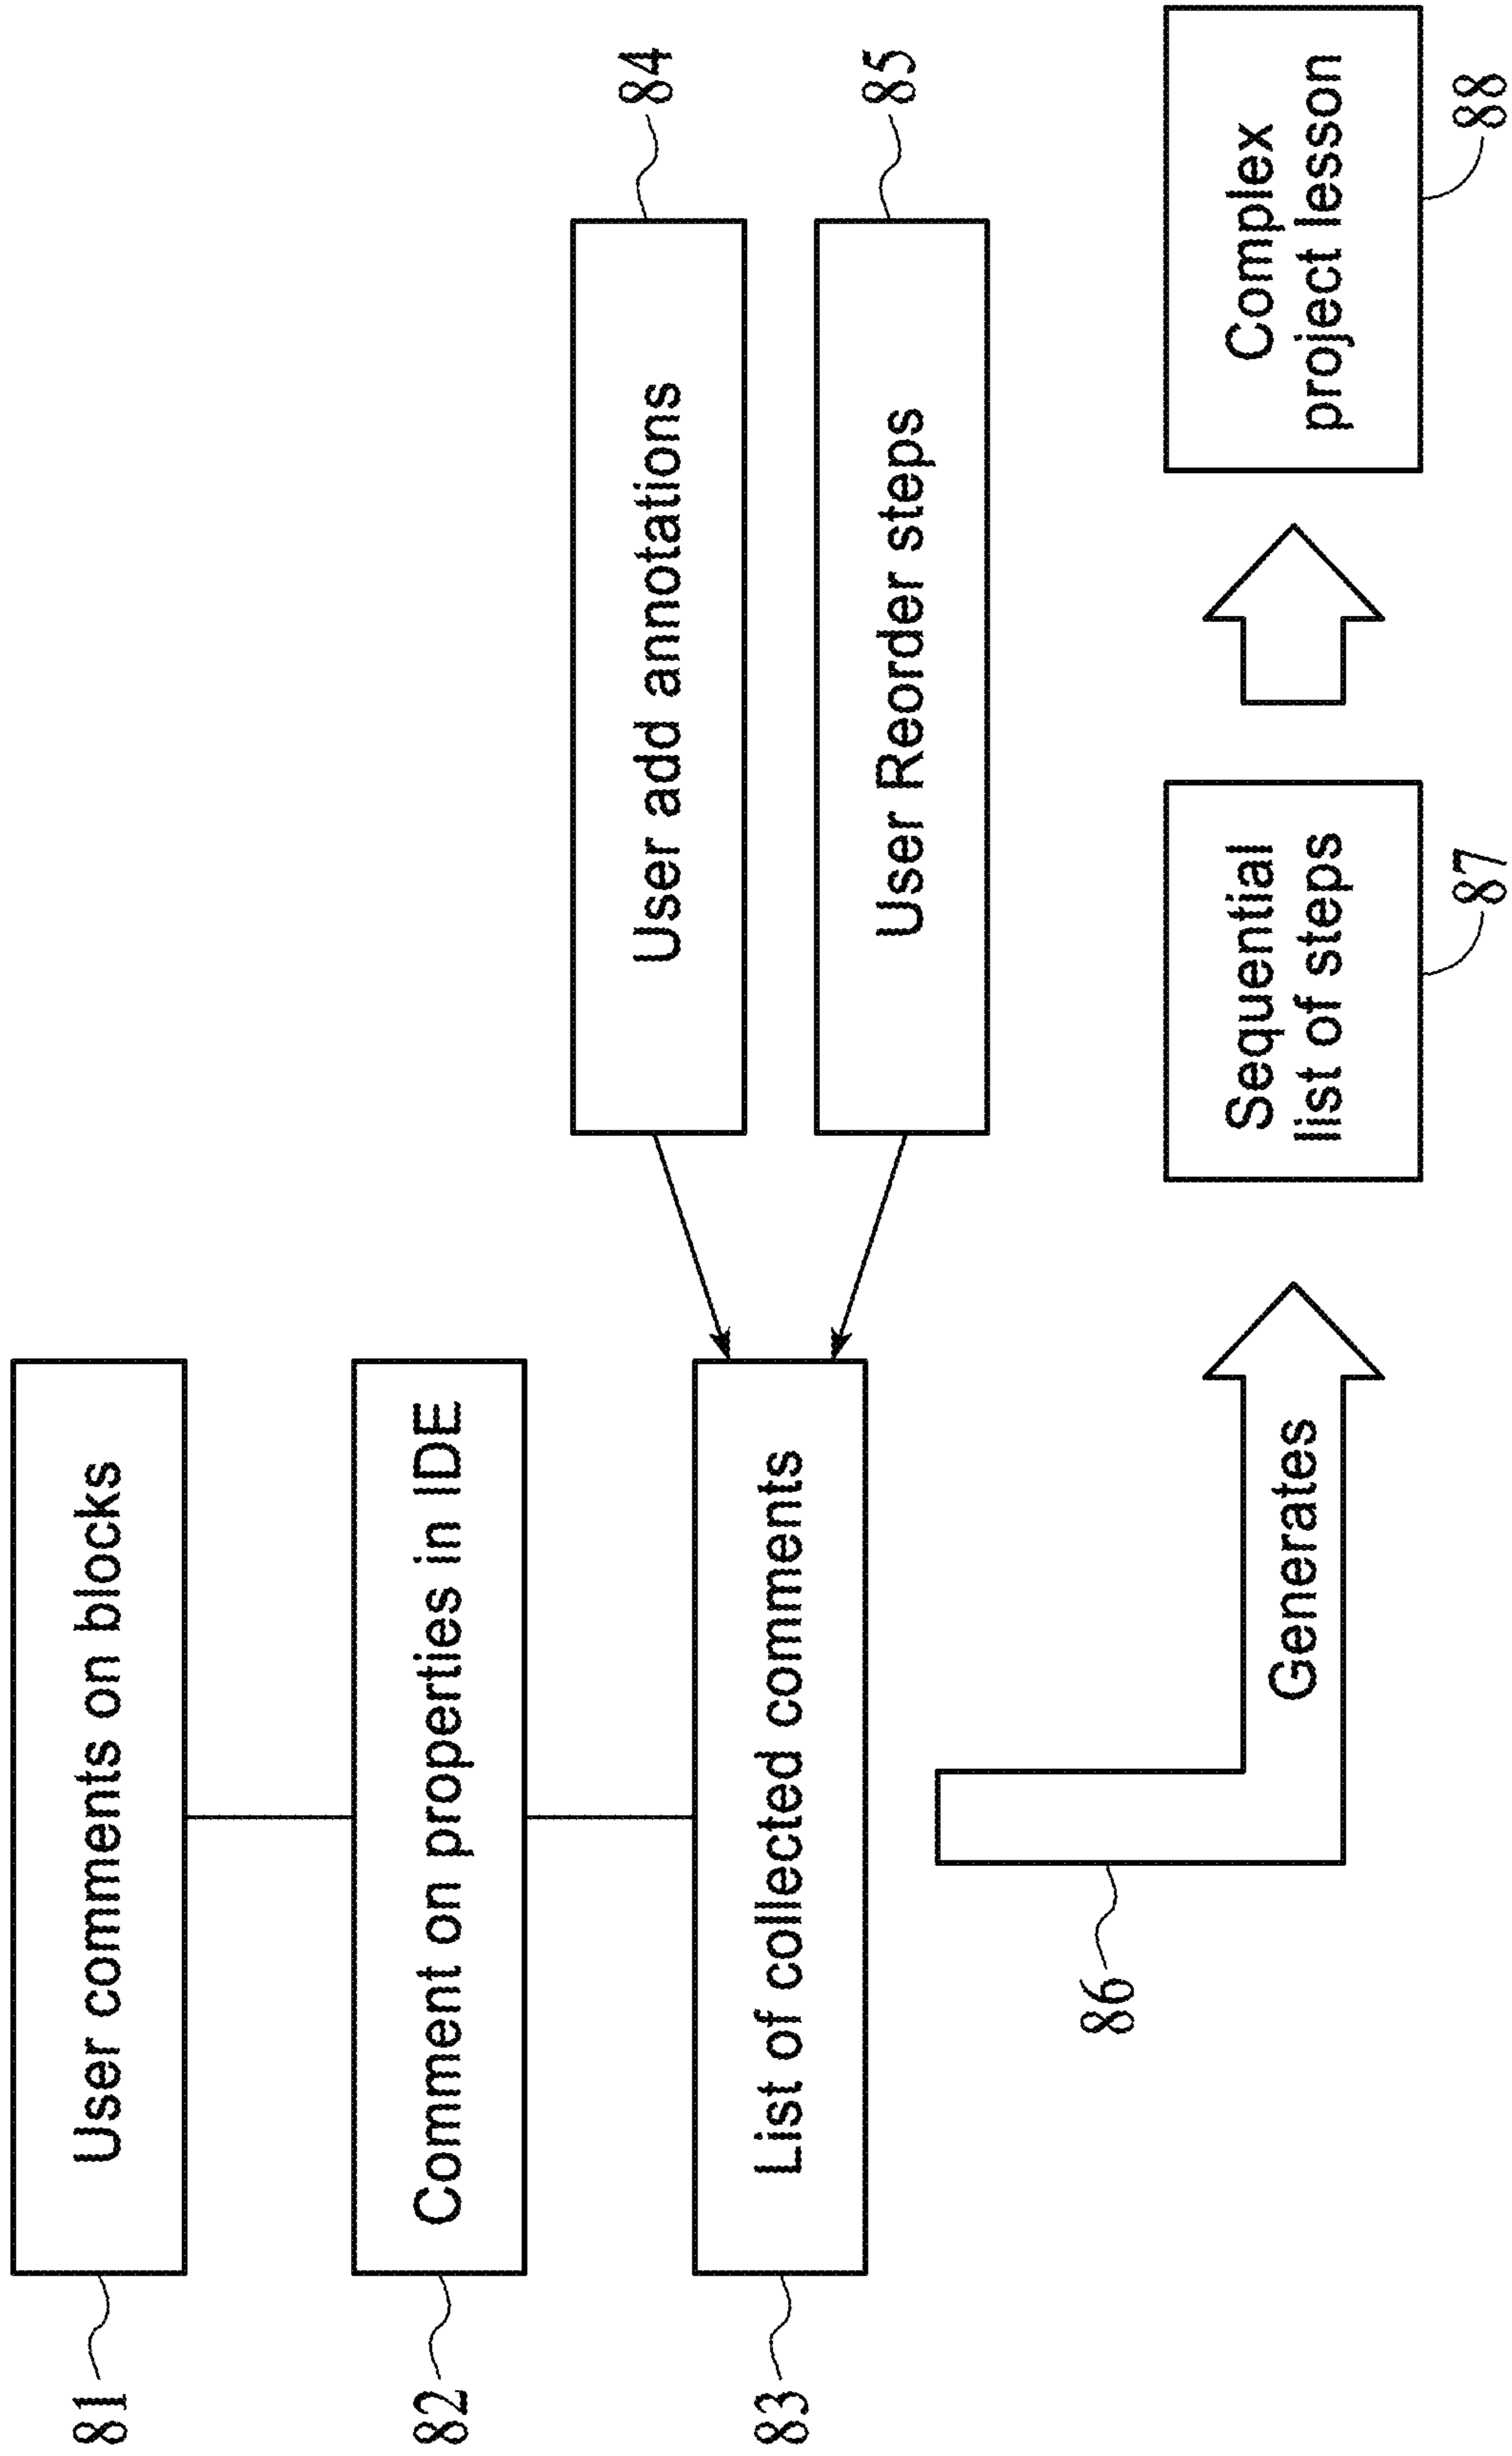 81
User comments on blocks
82
Comment on properties in IDE
83
List of collected comments
User add annotations
84
User Reorder steps
85
86
Generates
Sequential
list of steps
87
Complex
project lesson
88